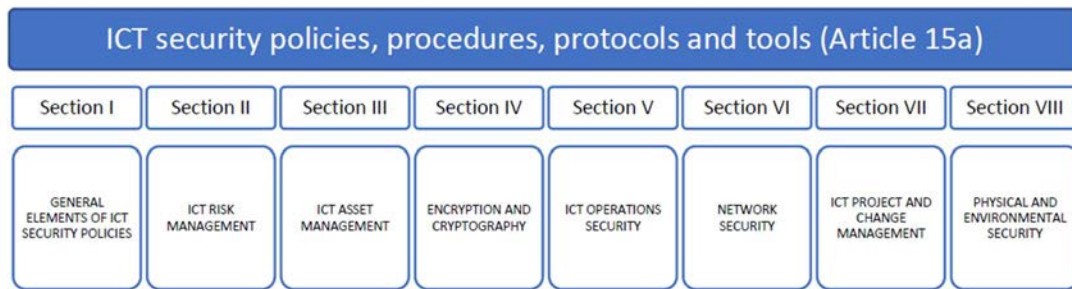 ICT security policies, procedures, protocols and tools (Article 15a)
Section I
Section II
Section III
Section IV
Section V
Section VI
Section VII
Section VIII
GENERAL
ELEMENTS OF ICT
SECURITY POLICIES
ICT RISK
MANAGEMENT
ICT ASSET
MANAGEMENT
ENCRYPTION AND
CRYPTOGRAPHY
ICT OPERATIONS
SECURITY
NETWORK
SECURITY
ICT PROJECT AND
CHANGE
MANAGEMENT
PHYSICAL AND
ENVIRONMENTAL
SECURITY